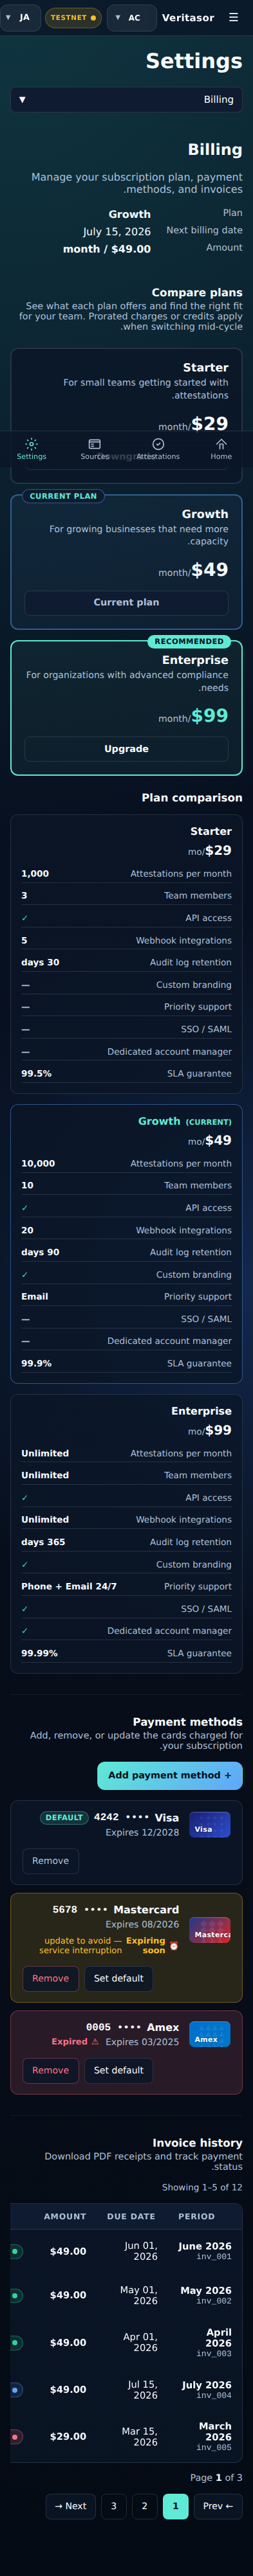 Veritasor
AC
TESTNET
JA
Settings
Billing
Billing
Manage your subscription plan, payment
.methods, and invoices
Plan
Growth
Next billing date
July 15, 2026
Amount
month / $49.00
Compare plans
See what each plan offers and find the right fit
for your team. Prorated charges or credits apply
.when switching mid-cycle
Starter
For small teams getting started with
.attestations
month/$29
Home
Attestations
Sources
Settings
CURRENT PLAN
Growth
For growing businesses that need more
.capacity
month/$49
Current plan
RECOMMENDED
Enterprise
For organizations with advanced compliance
.needs
month/$99
Upgrade
Plan comparison
Starter
mo/$29
Attestations per month 1,000
Team members 3
API access ✓
Webhook integrations 5
Audit log retention days 30
Custom branding —
Priority support —
SSO / SAML —
Dedicated account manager —
SLA guarantee 99.5%
Growth (CURRENT)
mo/$49
Attestations per month 10,000
Team members 10
API access ✓
Webhook integrations 20
Audit log retention days 90
Custom branding ✓
Priority support Email
SSO / SAML —
Dedicated account manager —
SLA guarantee 99.9%
Enterprise
mo/$99
Attestations per month Unlimited
Team members Unlimited
API access ✓
Webhook integrations Unlimited
Audit log retention days 365
Custom branding ✓
Priority support Phone + Email 24/7
SSO / SAML ✓
Dedicated account manager ✓
SLA guarantee 99.99%
Payment methods
Add, remove, or update the cards charged for
.your subscription
Add payment method +
Visa
DEFAULT 4242 •••• Visa
Expires 12/2028
Remove
Masterca
5678 •••• Mastercard
Expires 08/2026
Expiring soon
update to avoid —
service interruption
Remove
Set default
Amex
0005 •••• Amex
Expired ⚠ Expires 03/2025
Remove
Set default
Invoice history
Download PDF receipts and track payment
.status
Showing 1–5 of 12
PERIOD DUE DATE AMOUNT
June 2026 inv_001 Jun 01, 2026 $49.00
May 2026 inv_002 May 01, 2026 $49.00
April 2026 inv_003 Apr 01, 2026 $49.00
July 2026 inv_004 Jul 15, 2026 $49.00
March 2026 inv_005 Mar 15, 2026 $29.00
Page 1 of 3
Prev ←
1
2
3
→ Next